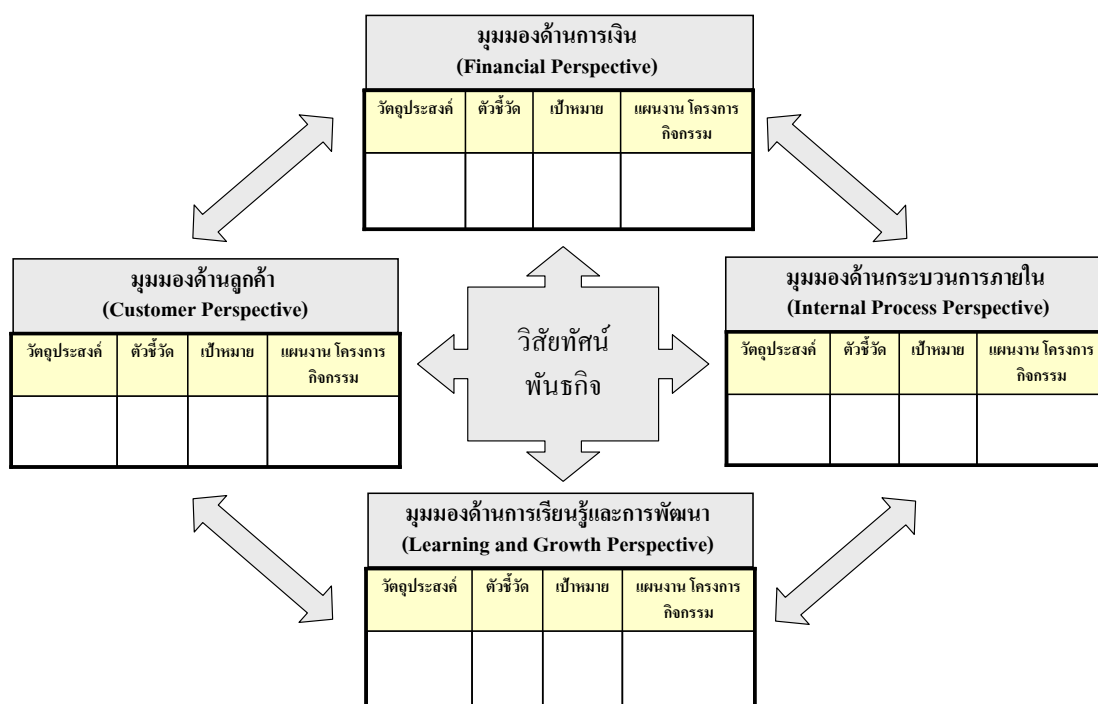 มุมมองด้านการเงิน
(Financial Perspective)
วัตถุประสงค์ ตัวชี้วัด เป้าหมาย แผนงาน โครงการ
กิจกรรม
มุมมองด้านลูกค้า
(Customer Perspective)
วัตถุประสงค์ ตัวชี้วัด เป้าหมาย แผนงาน โครงการ
กิจกรรม
วิสัยทัศน์
พันธกิจ
มุมมองด้านกระบวนการภายใน
(Internal Process Perspective)
วัตถุประสงค์ ตัวชี้วัด เป้าหมาย แผนงาน โครงการ
กิจกรรม
มุมมองด้านการเรียนรู้และการพัฒนา
(Learning and Growth Perspective)
วัตถุประสงค์ ตัวชี้วัด เป้าหมาย แผนงาน โครงการ
กิจกรรม